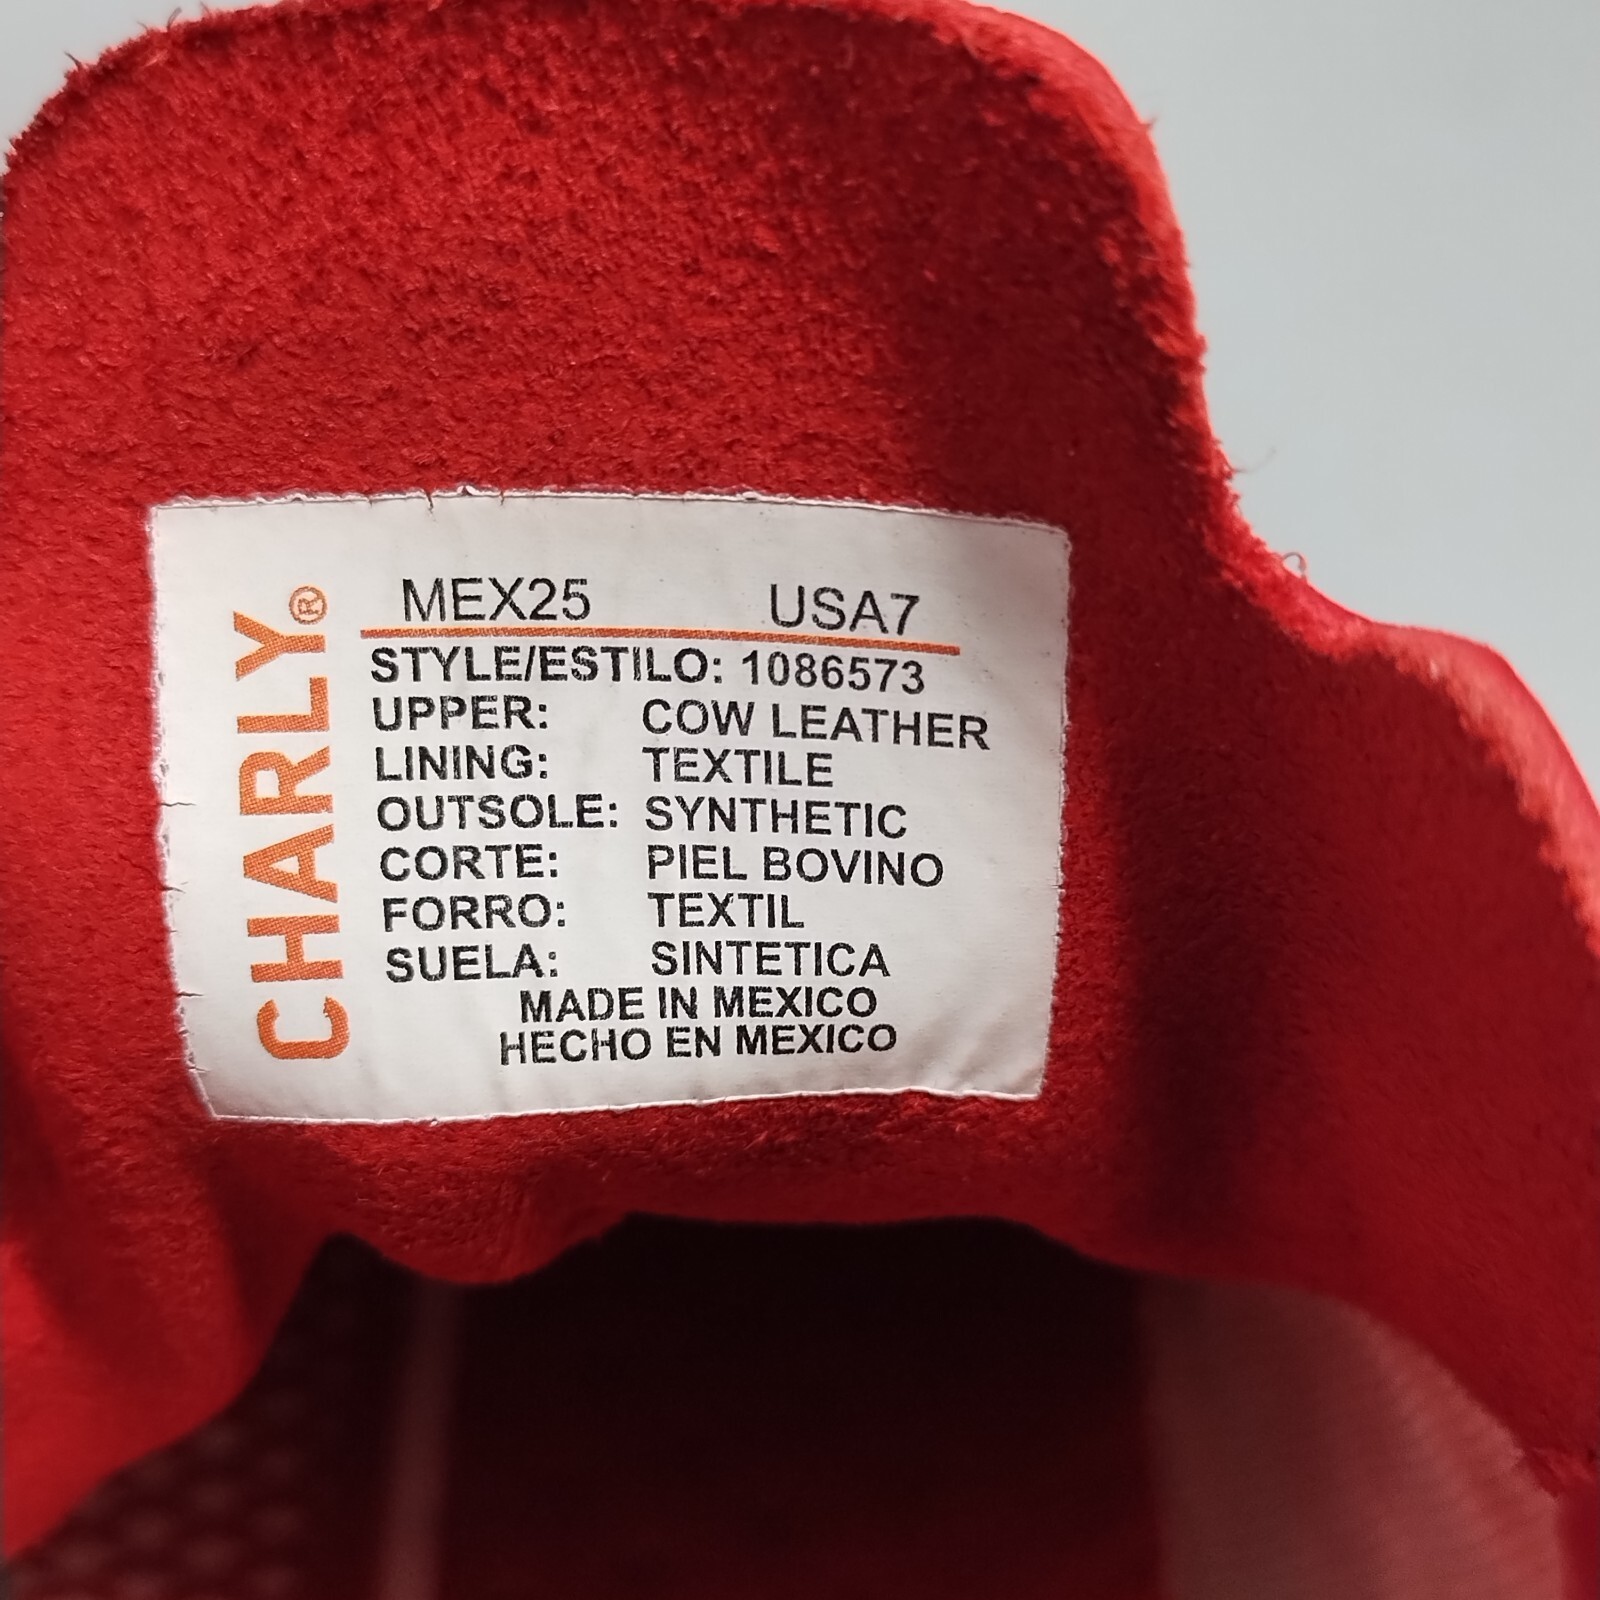 CHARLY®
MEX25 USA7
STYLE/ESTILO: 1086573
UPPER: COW LEATHER
LINING: TEXTILE
OUTSOLE: SYNTHETIC
CORTE: PIEL BOVINO
FORRO: TEXTIL
SUELA: SINTETICA
MADE IN MEXICO
HECHO EN MEXICO